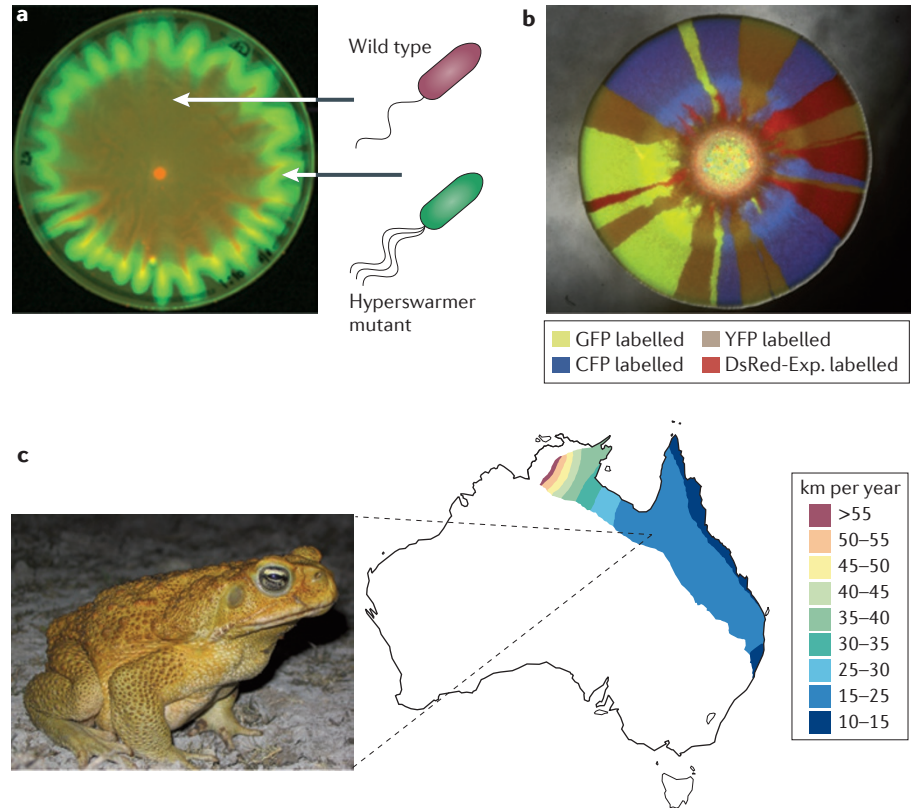 a
Wild type
Hyperswarmer
mutant
b
GFP labelled
YFP labelled
CFP labelled
DsRed-Exp. labelled
c
km per year
>55
50–55
45–50
40–45
35–40
30–35
25–30
15–25
10–15